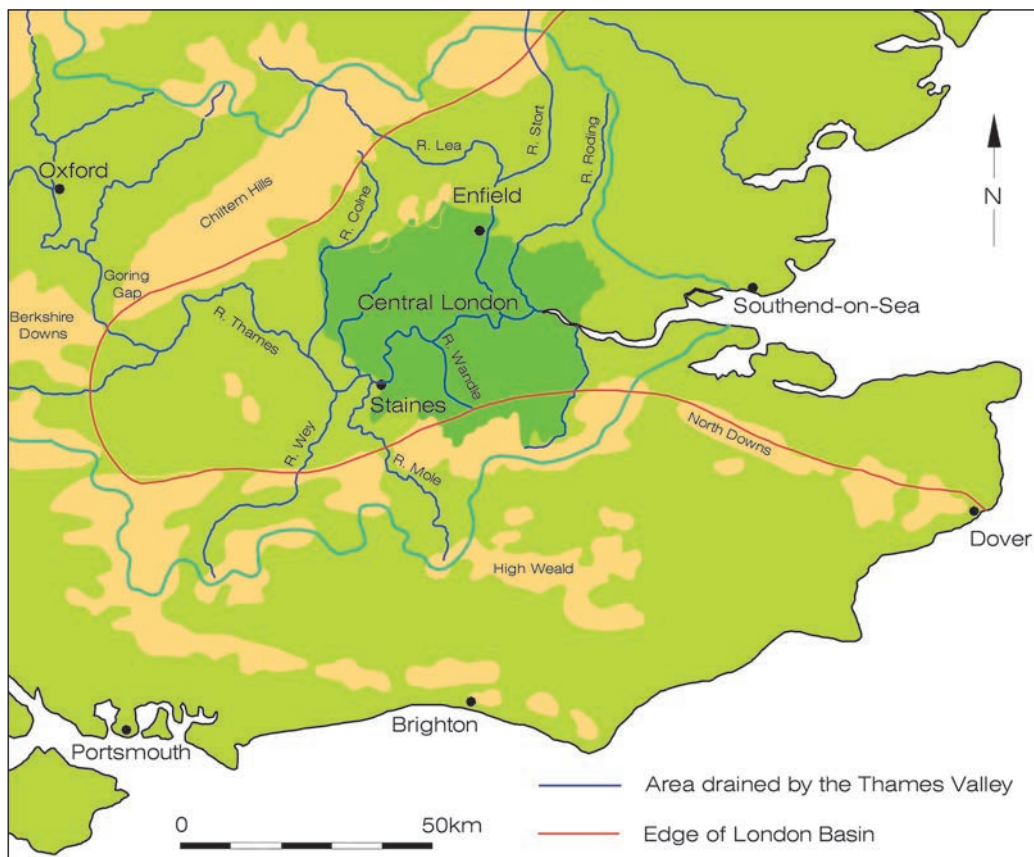 R. Stort
R. Roding
R. Lea
Oxford
Enfield
Chiltern Hills
R. Colne
N
Goring
Gap
Central London
Southend-on-Sea
Berkshire
Downs
R. Thames
R. Wandle
Staines
North Downs
R. Wey
R. Mole
Dover
High Weald
Brighton
Portsmouth
Area drained by the Thames Valley
0 50km
Edge of London Basin